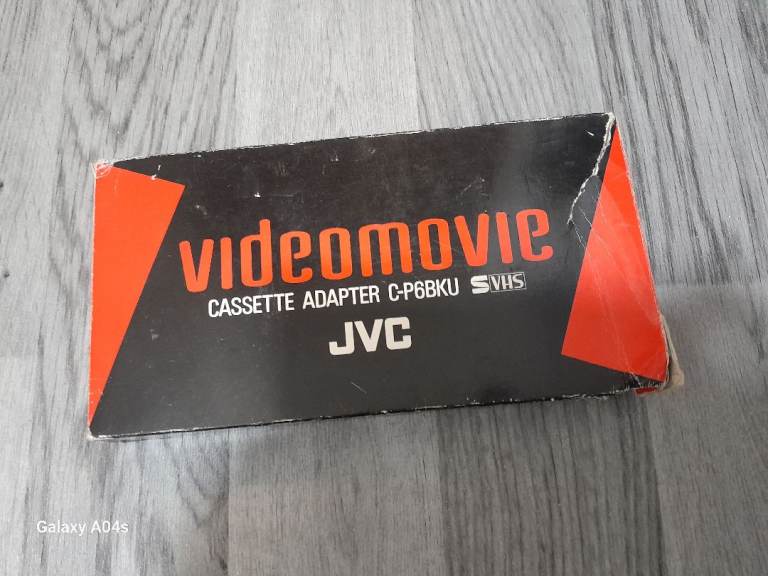 videomovie
CASSETTE ADAPTER C-P6BKU S VHS
JVC
Galaxy A04s